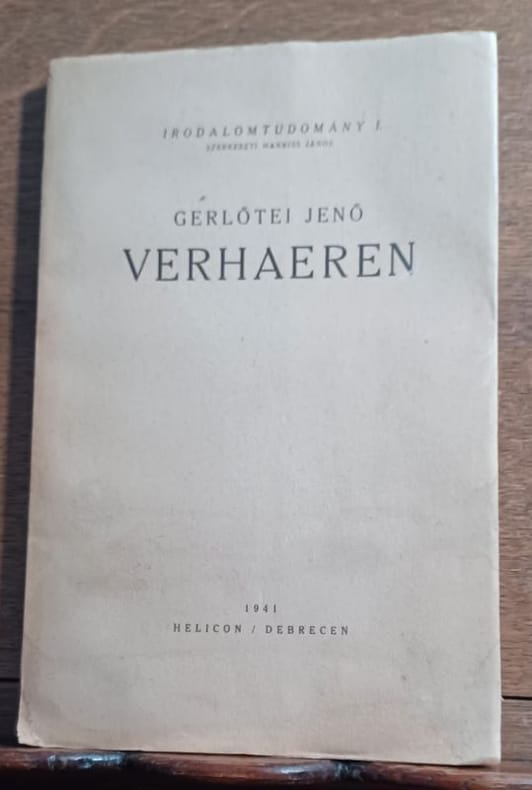 IRODALOMTUDOMÁNY I.
SZERKESZTI HANKISS JÁNOS
GERLŐTEI JENŐ
VERHAEREN
1941
HELICON / DEBRECEN